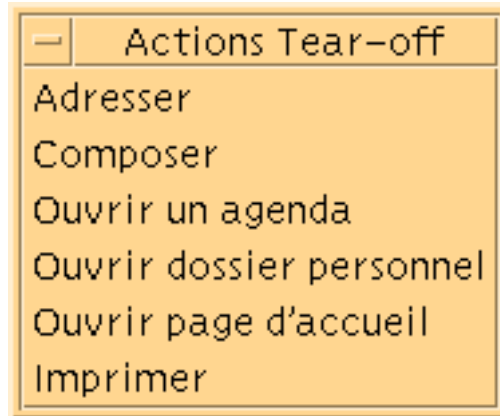 Actions Tear-off
Adresser
Composer
Ouvrir un agenda
Ouvrir dossier personnel
Ouvrir page d'accueil
Imprimer